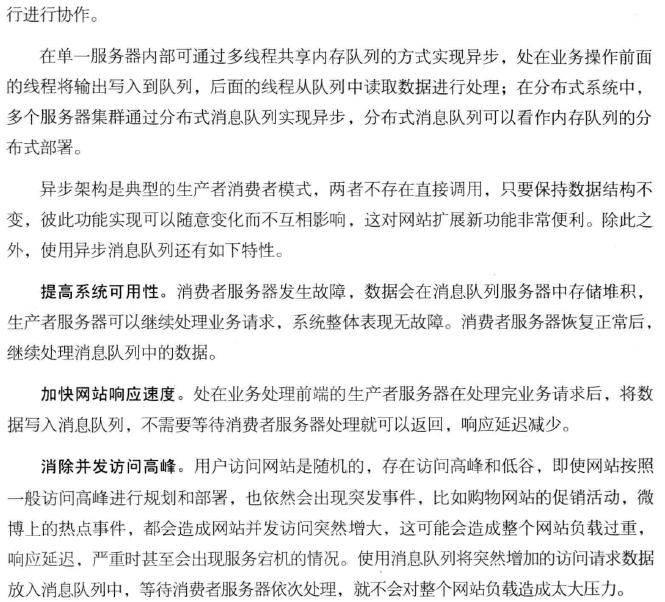 行进行协作。
在单一服务器内部可通过多线程共享内存队列的方式实现异步，处在业务操作前面
的线程将输出写入到队列，后面的线程从队列中读取数据进行处理；在分布式系统中，
多个服务器集群通过分布式消息队列实现异步，分布式消息队列可以看作内存队列的分
布式部署。
异步架构是典型的生产者消费者模式，两者不存在直接调用，只要保持数据结构不
变，彼此功能实现可以随意变化而不互相影响，这对网站扩展新功能非常便利。除此之
外，使用异步消息队列还有如下特性。
提高系统可用性。消费者服务器发生故障，数据会在消息队列服务器中存储堆积，
生产者服务器可以继续处理业务请求，系统整体表现无故障。消费者服务器恢复正常后，
继续处理消息队列中的数据。
加快网站响应速度。处在业务处理前端的生产者服务器在处理完业务请求后，将数
据写入消息队列，不需要等待消费者服务器处理就可以返回，响应延迟减少。
消除并发访问高峰。用户访问网站是随机的，存在访问高峰和低谷，即使网站按照
一般访问高峰进行规划和部署，也依然会出现突发事件，比如购物网站的促销活动，微
博上的热点事件，都会造成网站并发访问突然增大，这可能会造成整个网站负载过重，
响应延迟，严重时甚至会出现服务宕机的情况。使用消息队列将突然增加的访问请求数据
放入消息队列中，等待消费者服务器依次处理，就不会对整个网站负载造成太大压力。